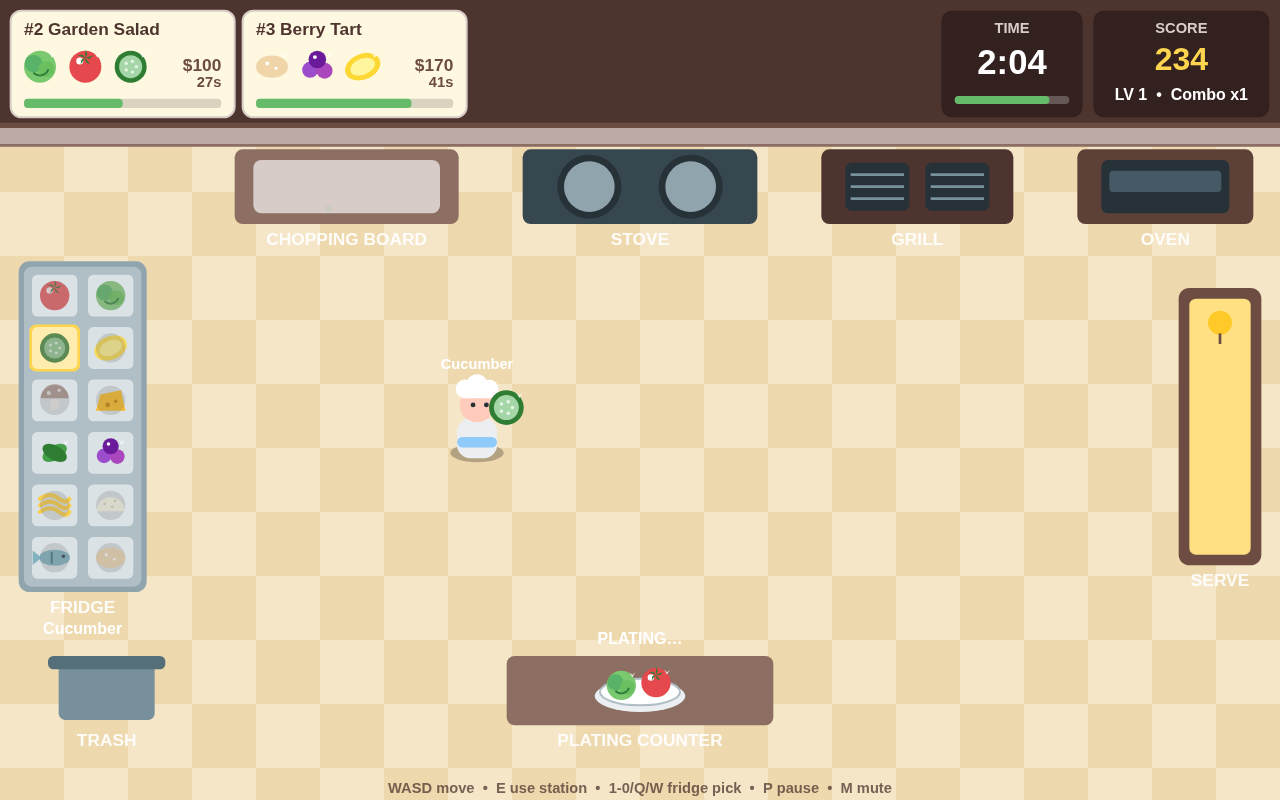 #2 Garden Salad
$100
27s
#3 Berry Tart
$170
41s
TIME
2:04
SCORE
234
LV 1 • Combo x1
CHOPPING BOARD
STOVE
GRILL
OVEN
Cucumber
FRIDGE
Cucumber
SERVE
PLATING...
TRASH
PLATING COUNTER
WASD move • E use station • 1-0/Q/W fridge pick • P pause • M mute